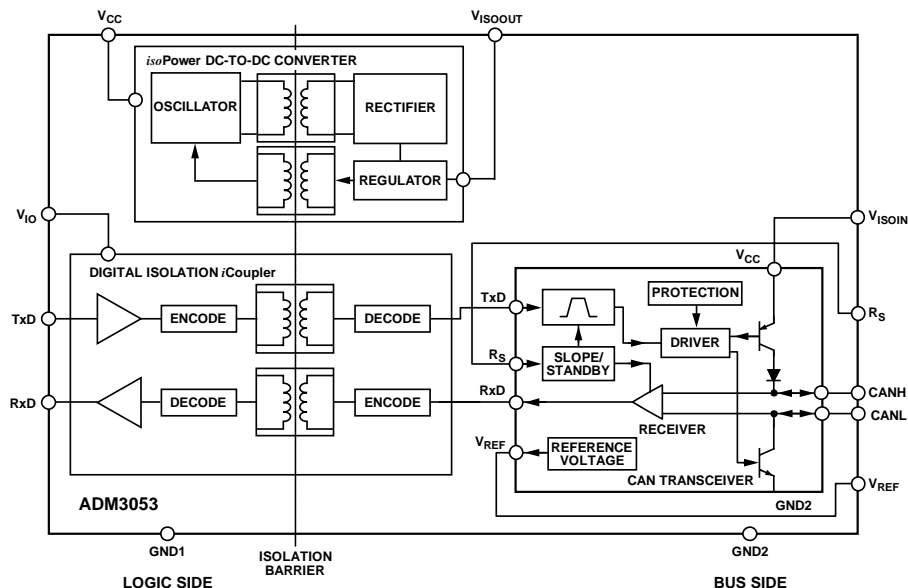 VCC
VISOOUT
isoPower DC-TO-DC CONVERTER
OSCILLATOR
RECTIFIER
REGULATOR
VIO
VISOIN
VCC
DIGITAL ISOLATION iCoupler
PROTECTION
TxD
ENCODE
DECODE
TxD
DRIVER
RS
RS
SLOPE/
STANDBY
RxD
DECODE
ENCODE
RxD
RECEIVER
CANH
CANL
VREF
REFERENCE
VOLTAGE
CAN TRANSCEIVER
VREF
ADM3053
GND2
GND1
ISOLATION
BARRIER
GND2
LOGIC SIDE
BUS SIDE